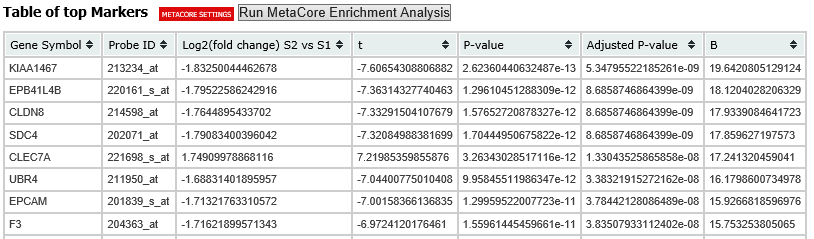 Table of top Markers METACORE SETTINGS Run MetaCore Enrichment Analysis
Gene Symbol Probe ID Log2(fold change) S2 vs S1 t P-value Adjusted P-value B
KIAA1467 213234_at -1.83250044462678 -7.60654308806882 2.62360440632487e-13 5.34795522185261e-09 19.6420805129124
EPB41L4B 220161_s_at -1.79522586242916 -7.36314327740463 1.29610451288309e-12 8.6858746864399e-09 18.1204028206329
CLDN8 214598_at -1.7644895433702 -7.33291504107679 1.57652720878327e-12 8.6858746864399e-09 17.9339084641723
SDC4 202071_at -1.79083400396042 -7.32084988381699 1.70444950675822e-12 8.6858746864399e-09 17.859627197573
CLEC7A 221698_s_at 1.74909978868116 7.21985359855876 3.26343028517116e-12 1.33043525865858e-08 17.241320459041
UBR4 211950_at -1.68831401895957 -7.04400775010408 9.95845511986347e-12 3.38321915272162e-08 16.1798600734978
EPCAM 201839_s_at -1.71321763310572 -7.00158366136835 1.29959522007723e-11 3.78442128086489e-08 15.9266818596976
F3 204363_at -1.71621899571343 -6.9724120176461 1.55961445459661e-11 3.83507933112402e-08 15.753253805065